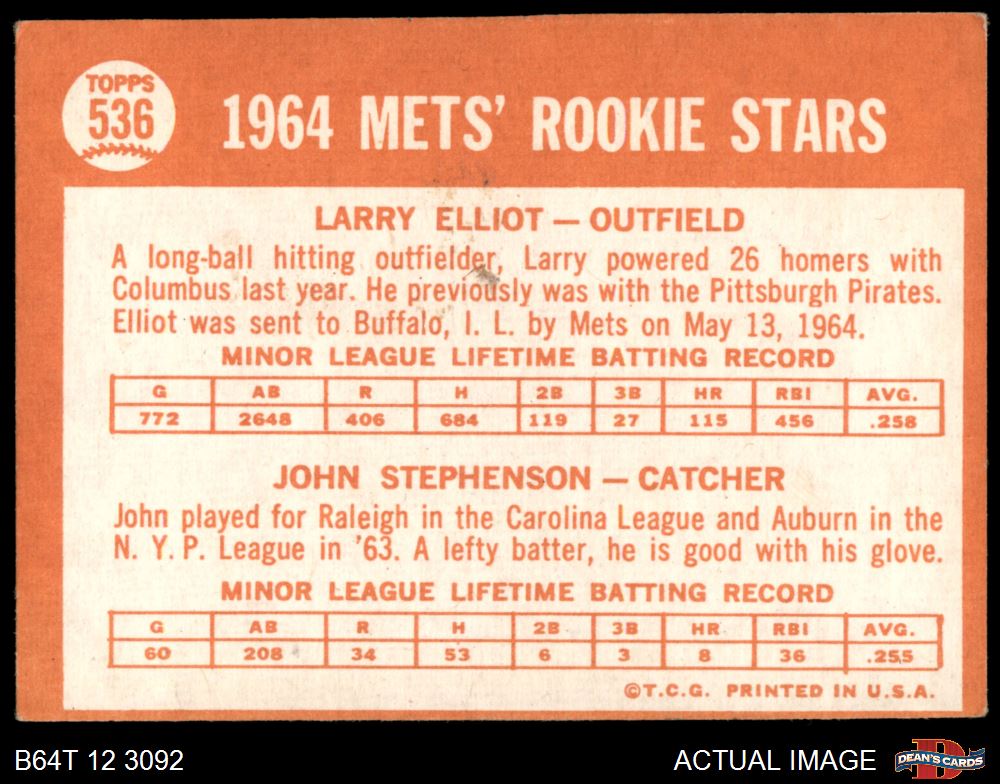 TOPPS
536
1964 METS' ROOKIE STARS
LARRY ELLIOT — OUTFIELD
A long-ball hitting outfielder, Larry powered 26 homers with
Columbus last year. He previously was with the Pittsburgh Pirates.
Elliot was sent to Buffalo, I. L. by Mets on May 13, 1964.
MINOR LEAGUE LIFETIME BATTING RECORD
G AB R H 2B 3B HR RBI AVG.
772 2648 406 684 119 27 115 456 .258
JOHN STEPHENSON — CATCHER
John played for Raleigh in the Carolina League and Auburn in the
N. Y. P. League in '63. A lefty batter, he is good with his glove.
MINOR LEAGUE LIFETIME BATTING RECORD
G AB R H 2B 3B HR RBI AVG.
60 208 34 53 6 3 8 36 .255
©T.C.G. PRINTED IN U.S.A.
B64T 12 3092
ACTUAL IMAGE
D
DEAN'S CARDS